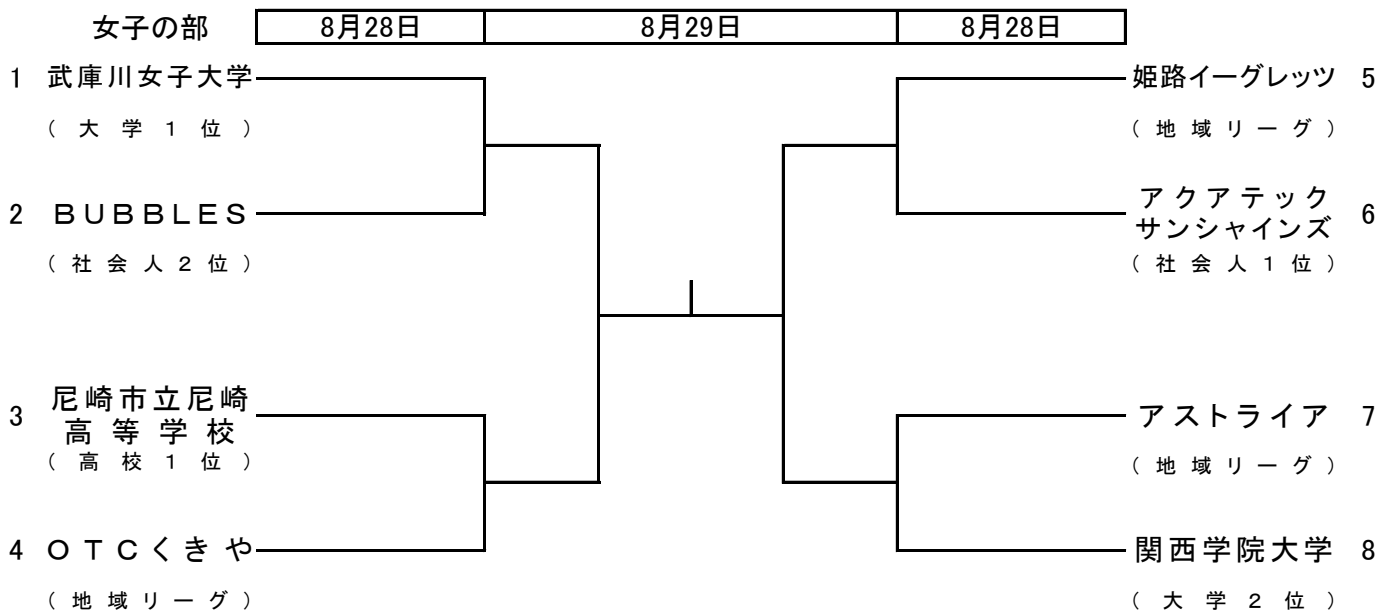 女子の部 8月28日 8月29日 8月28日
1 武庫川女子大学
(大学1位)
2 BUBBLES
(社会人2位)
3 尼崎市立尼崎
高等学校
(高校1位)
4 OTCくきや
(地域リーグ)
姫路イーグレッツ 5
(地域リーグ)
アクアテック
サンシャインズ 6
(社会人1位)
アストライア 7
(地域リーグ)
関西学院大学 8
(大学2位)